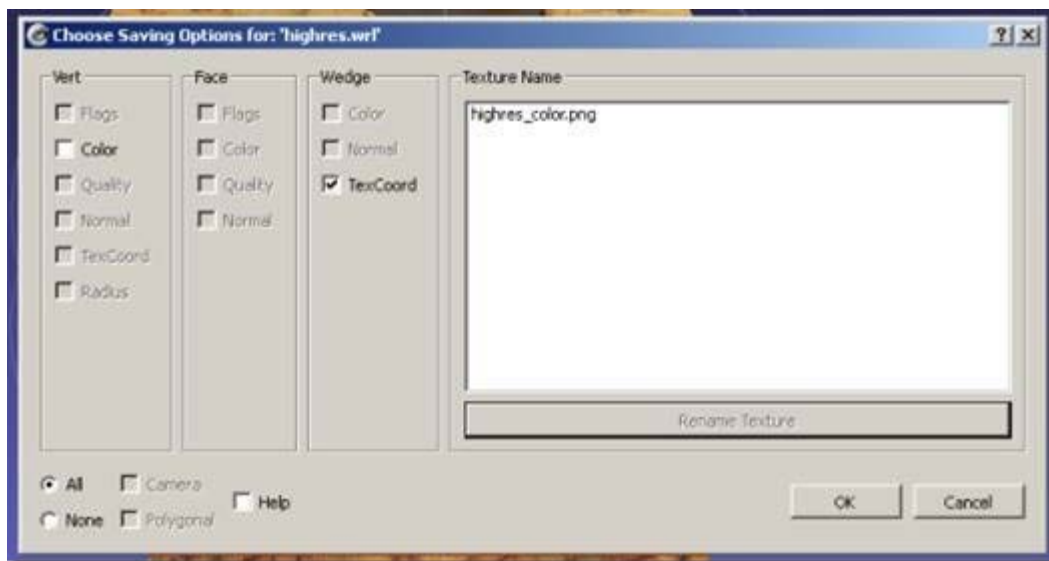 Choose Saving Options for: 'highres.wrl'
Vert
Flags
Color
Quality
Normal
TexCoord
Radius
Face
Flags
Color
Quality
Normal
Wedge
Color
Normal
TexCoord
Texture Name
highres_color.png
Rename Texture
All
Camera
Help
None
Polygonal
OK
Cancel